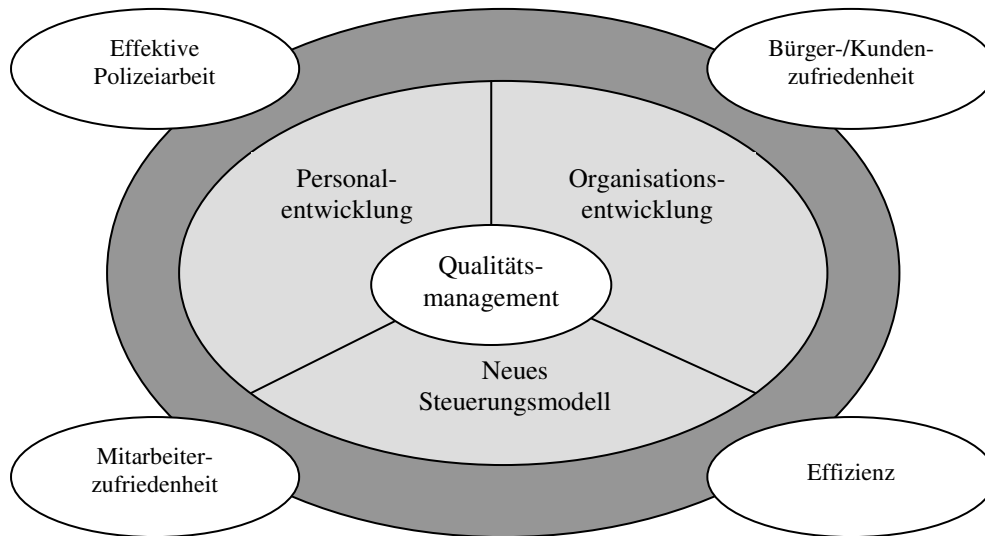 Effektive
Polizeiarbeit
Bürger-/Kunden-
zufriedenheit
Personal-
entwicklung
Organisations-
entwicklung
Qualitäts-
management
Neues
Steuerungsmodell
Mitarbeiter-
zufriedenheit
Effizienz